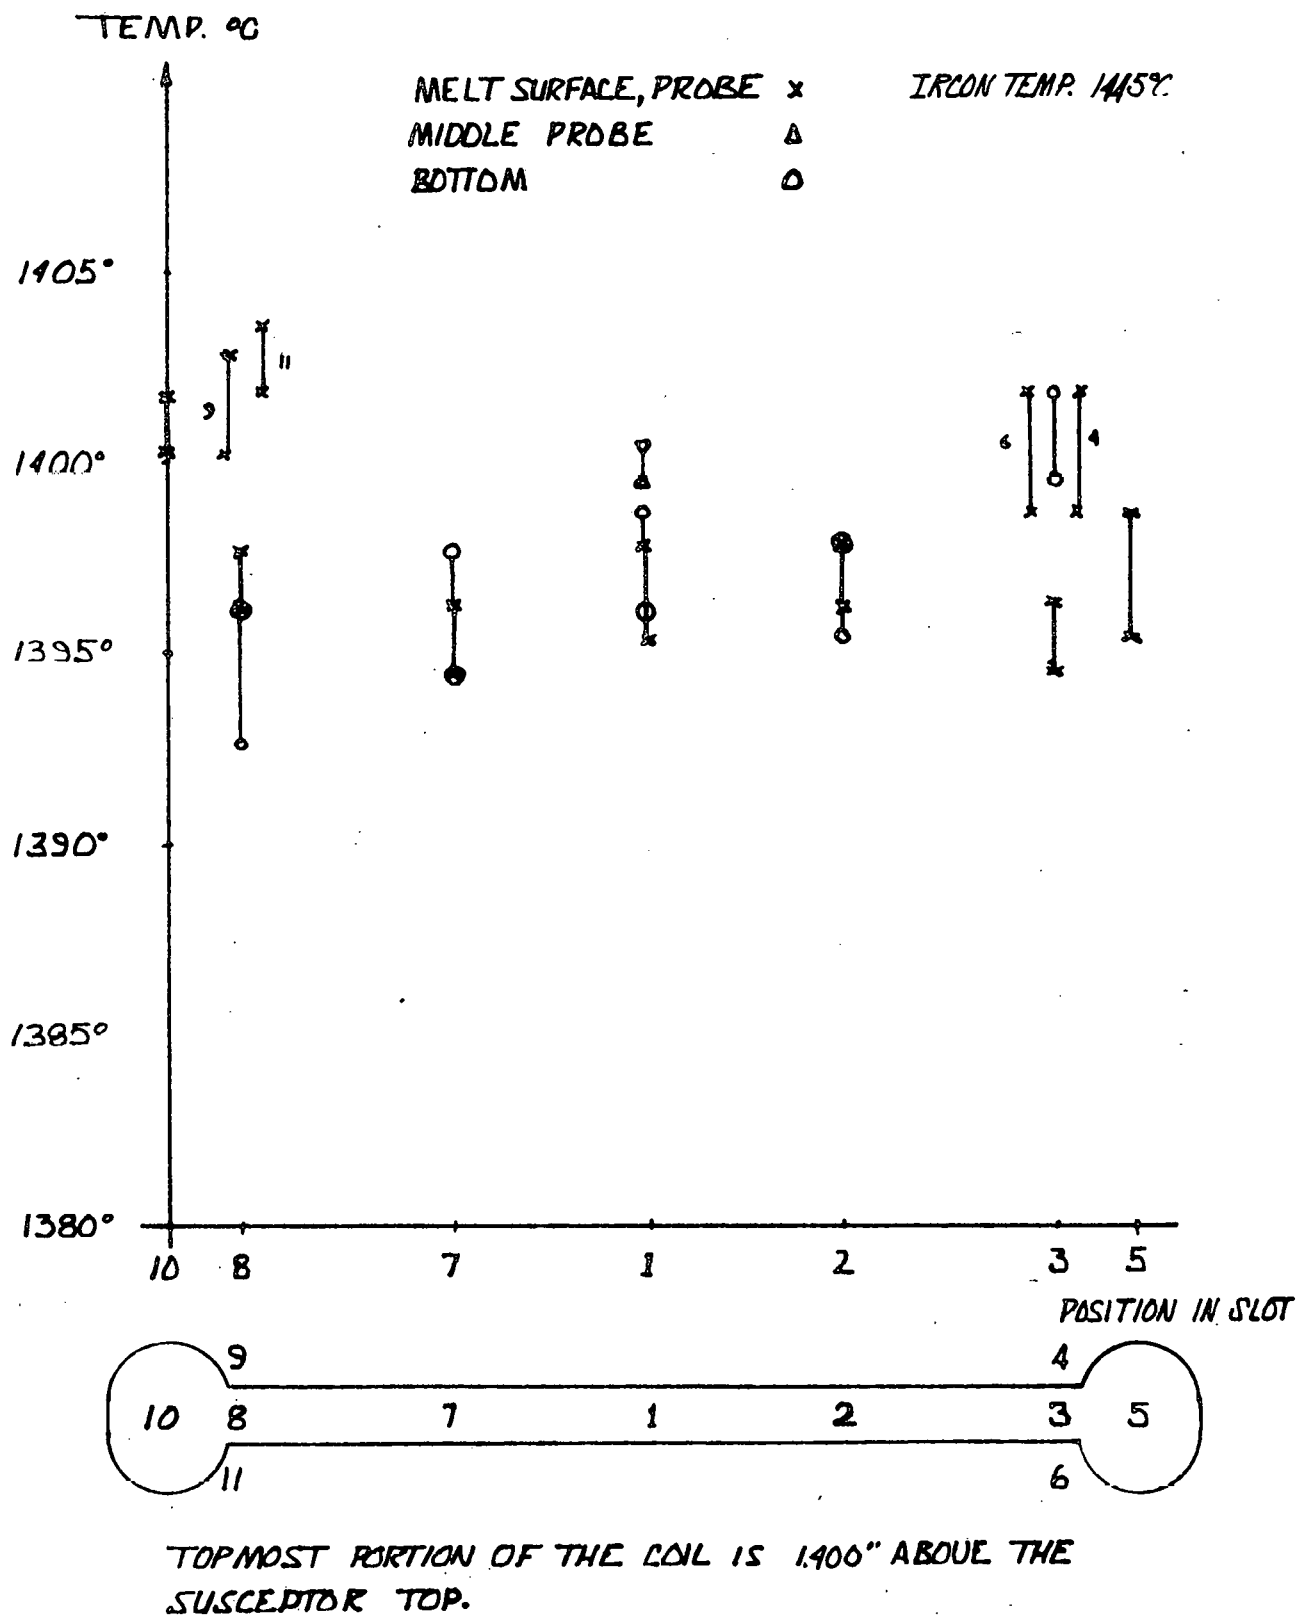 TEMP. °C
MELT SURFACE, PROBE x IRCON TEMP. 1445°C.
MIDDLE PROBE Δ
BOTTOM O
1405°
11
9
1400°
6 4
1395°
1390°
1385°
1380°
10 8 7 1 2 3 5
POSITION IN SLOT
9 4
10 8 7 1 2 3 5
11 6
TOPMOST PORTION OF THE COIL IS 1.400" ABOVE THE
SUSCEPTOR TOP.